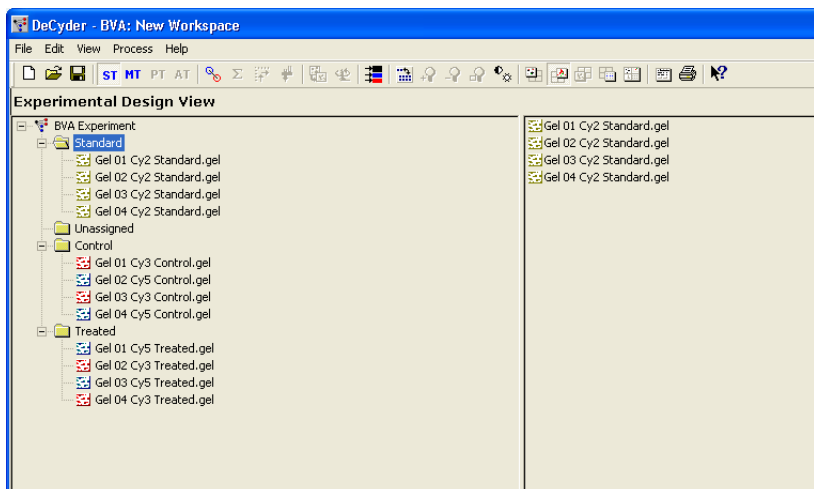 DeCyder - BVA: New Workspace
File Edit View Process Help
ST MT PT AT Σ
Experimental Design View
BVA Experiment
Standard
Gel 01 Cy2 Standard.gel
Gel 02 Cy2 Standard.gel
Gel 03 Cy2 Standard.gel
Gel 04 Cy2 Standard.gel
Unassigned
Control
Gel 01 Cy3 Control.gel
Gel 02 Cy5 Control.gel
Gel 03 Cy3 Control.gel
Gel 04 Cy5 Control.gel
Treated
Gel 01 Cy5 Treated.gel
Gel 02 Cy3 Treated.gel
Gel 03 Cy5 Treated.gel
Gel 04 Cy3 Treated.gel
Gel 01 Cy2 Standard.gel
Gel 02 Cy2 Standard.gel
Gel 03 Cy2 Standard.gel
Gel 04 Cy2 Standard.gel